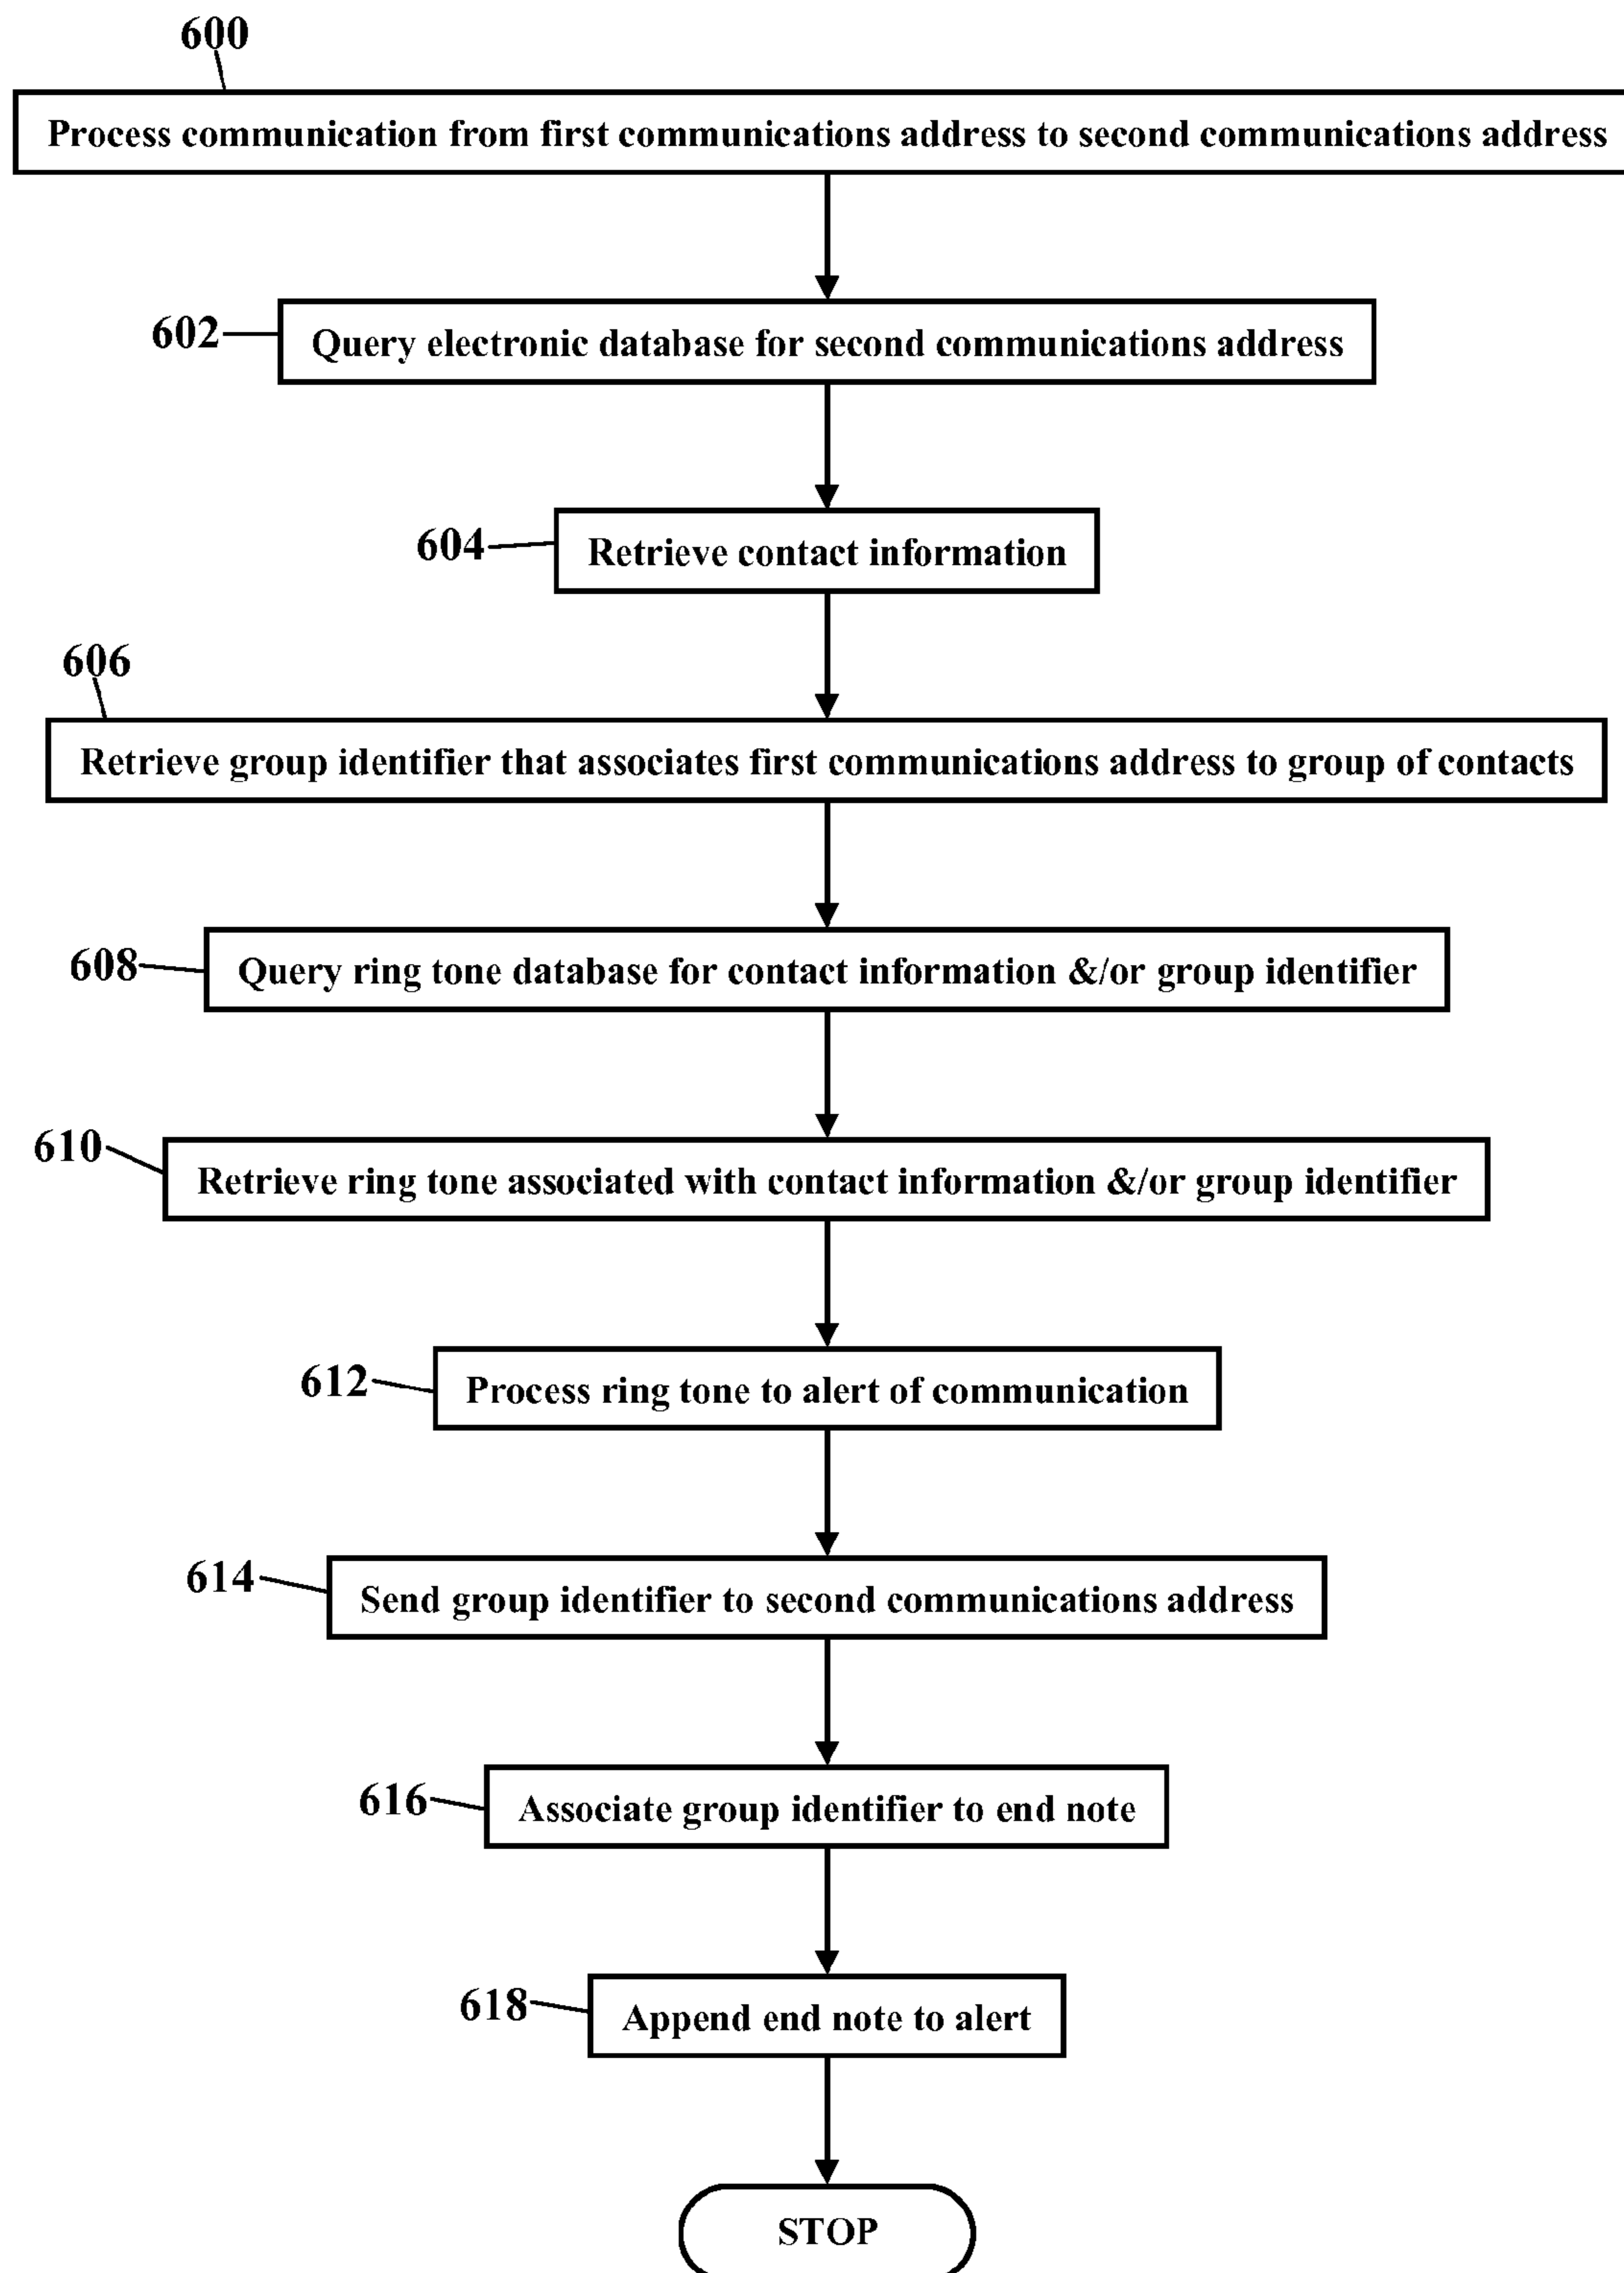 600
Process communication from first communications address to second communications address
602
Query electronic database for second communications address
604
Retrieve contact information
606
Retrieve group identifier that associates first communications address to group of contacts
608
Query ring tone database for contact information &/or group identifier
610
Retrieve ring tone associated with contact information &/or group identifier
612
Process ring tone to alert of communication
614
Send group identifier to second communications address
616
Associate group identifier to end note
618
Append end note to alert
STOP